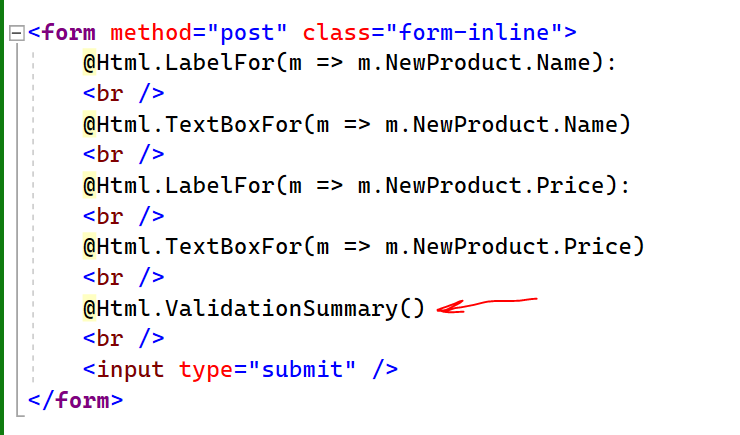 <form method="post" class="form-inline">
@Html.LabelFor(m => m.NewProduct.Name):
<br />
@Html.TextBoxFor(m => m.NewProduct.Name)
<br />
@Html.LabelFor(m => m.NewProduct.Price):
<br />
@Html.TextBoxFor(m => m.NewProduct.Price)
<br />
@Html.ValidationSummary()
<br />
<input type="submit" />
</form>